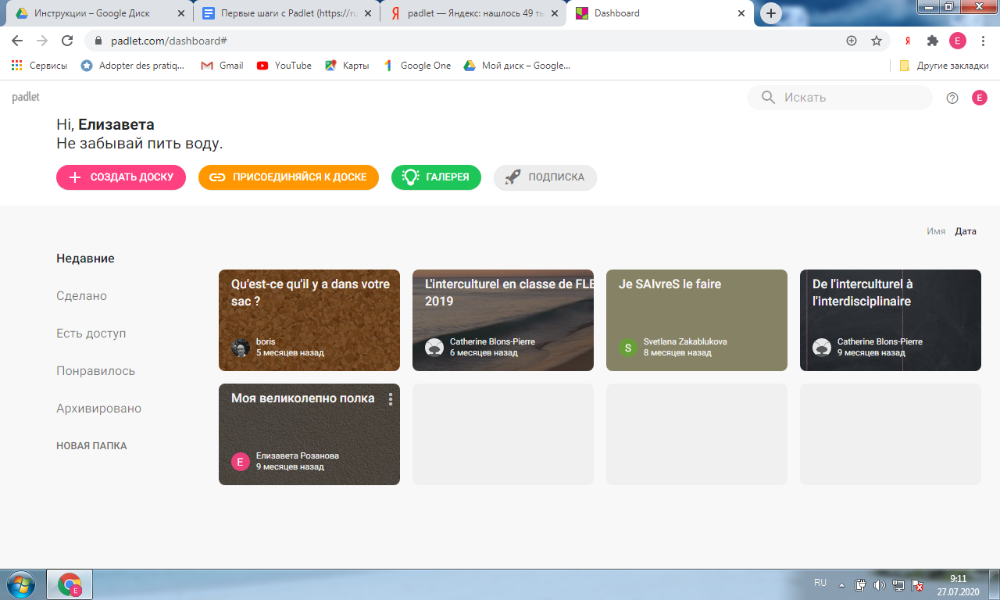 Инструкции – Google Диск
Первые шаги с Padlet (https://ru
padlet — Яндекс: нашлось 49 ты
Dashboard
padlet.com/dashboard#
Я
E
Сервисы
Adopter des pratiq...
Gmail
YouTube
Карты
Google One
Мой диск – Google...
Другие закладки
padlet
Искать
E
Hi, Елизавета
Не забывай пить воду.
СОЗДАТЬ ДОСКУ
ПРИСОЕДИНЯЙСЯ К ДОСКЕ
ГАЛЕРЕЯ
ПОДПИСКА
Имя
Дата
Недавние
Сделано
Есть доступ
Понравилось
Архивировано
НОВАЯ ПАПКА
Qu'est-ce qu'il y a dans votre
sac ?
boris
5 месяцев назад
L'interculturel en classe de FLE
2019
Catherine Blons-Pierre
6 месяцев назад
Je SAIvreS le faire
S
Svetlana Zakablukova
8 месяцев назад
De l'interculturel à
l'interdisciplinaire
Catherine Blons-Pierre
9 месяцев назад
Моя великолепно полка
E
Елизавета Розанова
9 месяцев назад
E
RU
9:11
27.07.2020